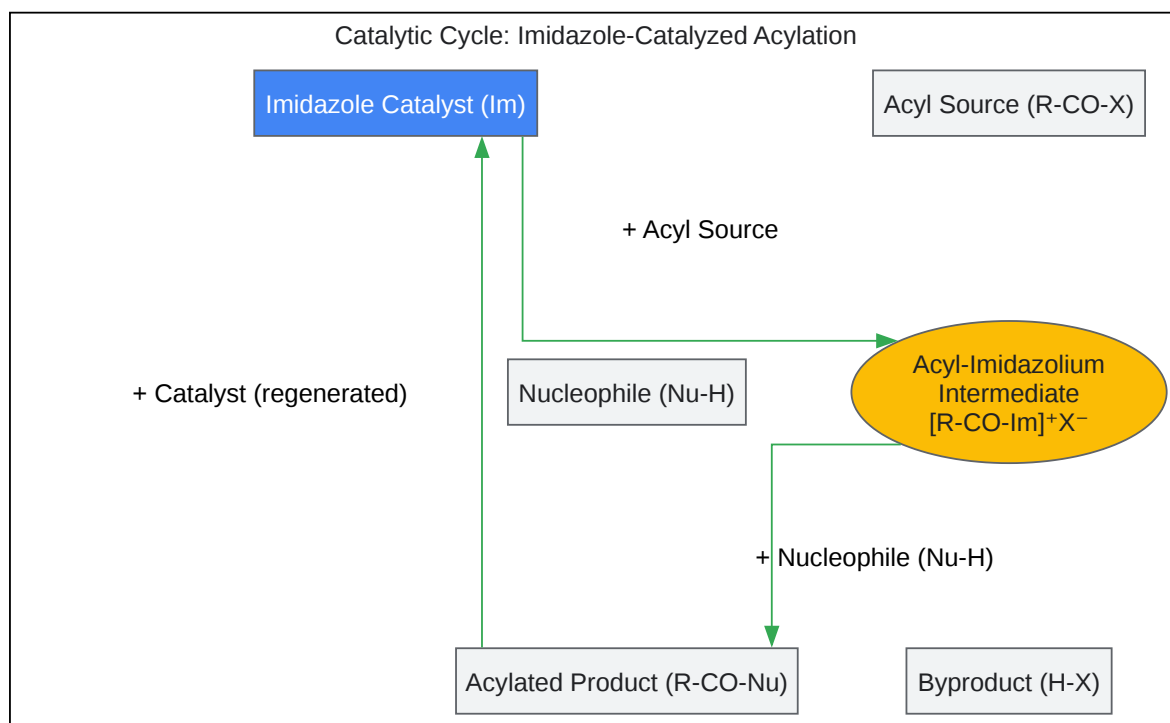 Catalytic Cycle: Imidazole-Catalyzed Acylation
Imidazole Catalyst (Im)
Acyl Source (R-CO-X)
+ Acyl Source
Acyl-Imidazolium
Intermediate
[R-CO-Im]⁺X⁻
+ Catalyst (regenerated)
Nucleophile (Nu-H)
+ Nucleophile (Nu-H)
Acylated Product (R-CO-Nu)
Byproduct (H-X)